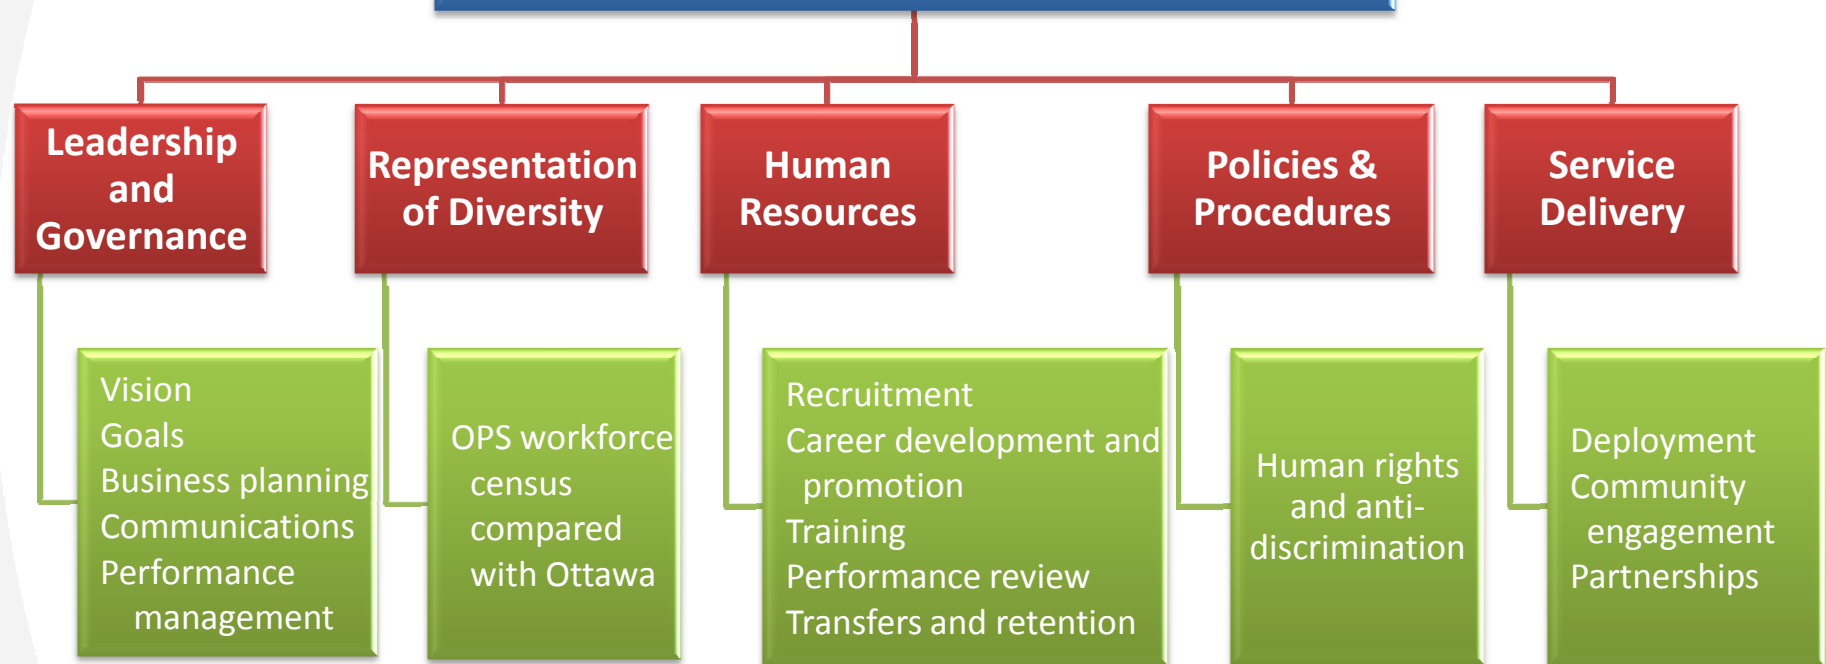 Leadership
and
Governance
Representation
of Diversity
Human
Resources
Policies &
Procedures
Service
Delivery
Vision
Goals
Business planning
Communications
Performance
management
OPS workforce
census
compared
with Ottawa
Recruitment
Career development and
promotion
Training
Performance review
Transfers and retention
Human rights
and anti-
discrimination
Deployment
Community
engagement
Partnerships